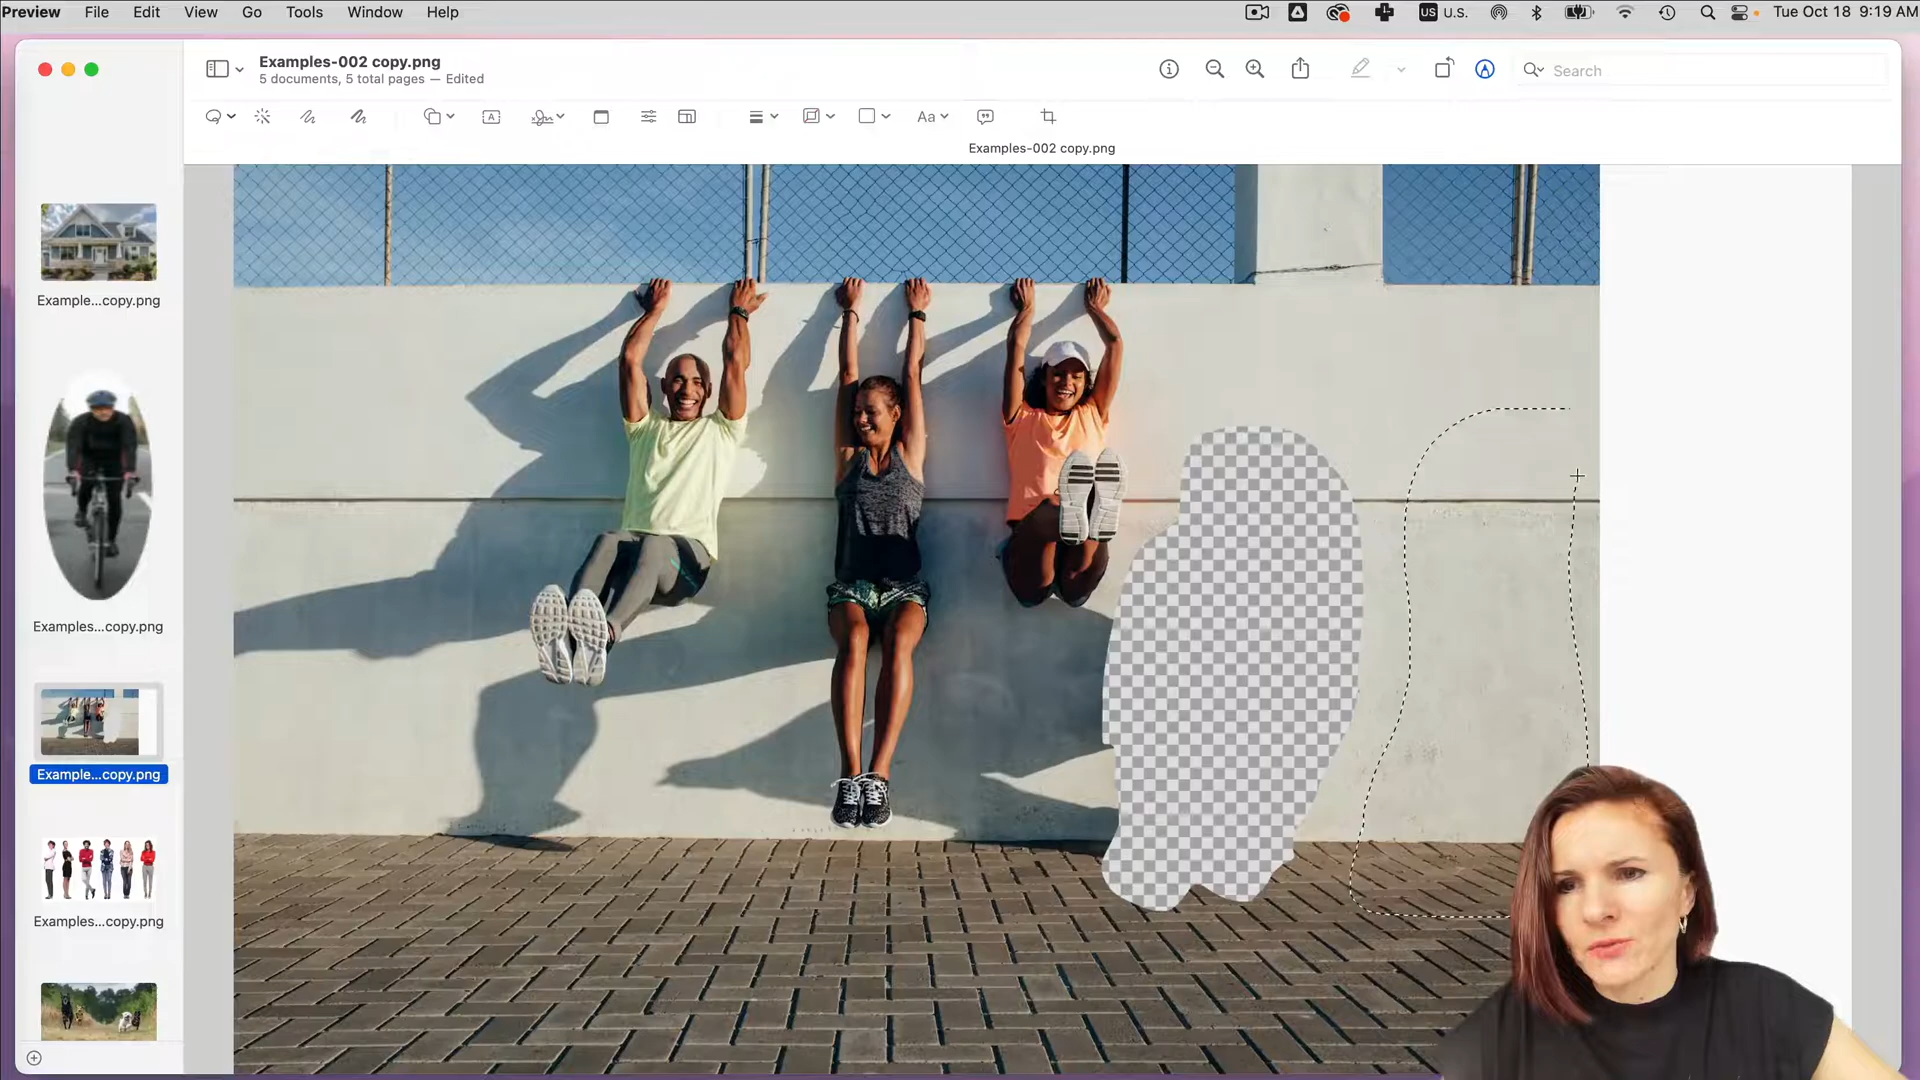 Preview File Edit View Go Tools Window Help
US U.S. Tue Oct 18 9:19 AM
Examples-002 copy.png
5 documents, 5 total pages — Edited
Search
A
Aa
Examples-002 copy.png
Example...copy.png
Examples...copy.png
Example...copy.png
Examples...copy.png